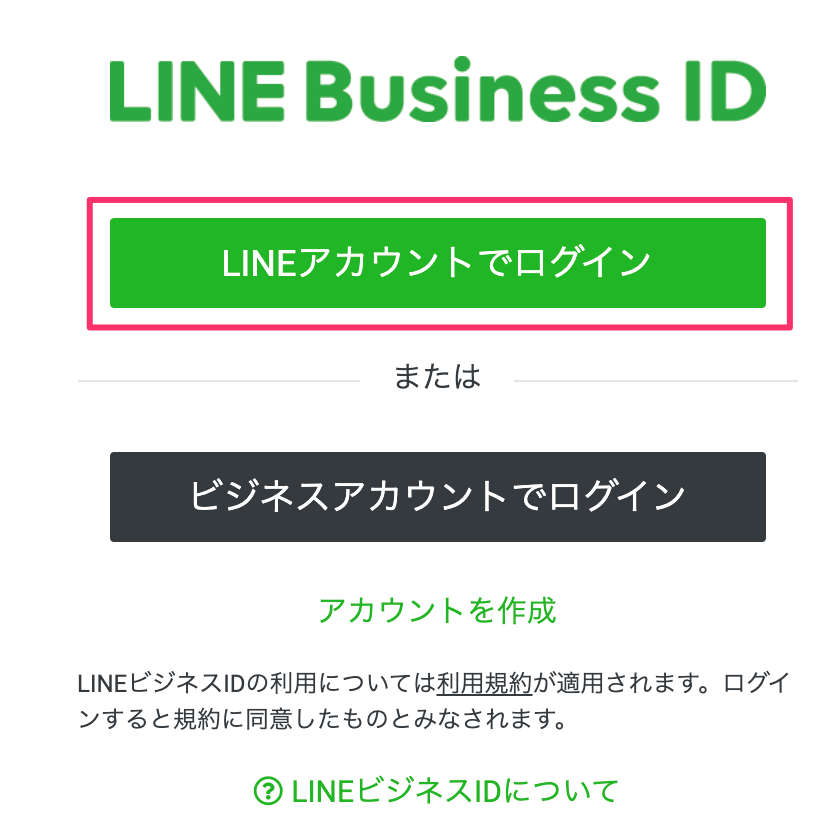 LINE Business ID
LINEアカウントでログイン
または
ビジネスアカウントでログイン
アカウントを作成
LINEビジネスIDの利用については利用規約が適用されます。ログイ
ンすると規約に同意したものとみなされます。
? LINEビジネスIDについて